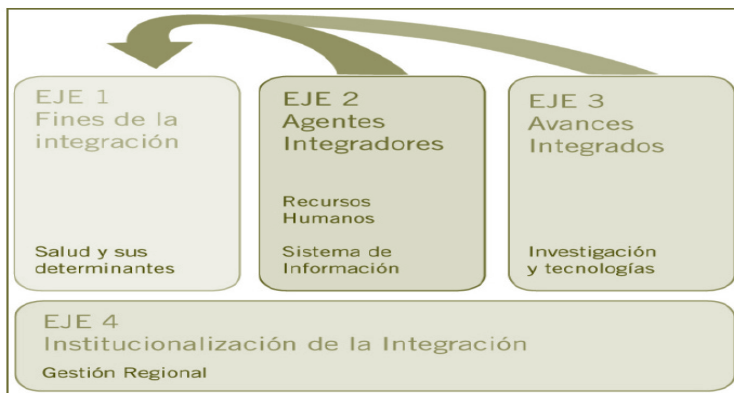 EJE 1
Fines de la
integración
Salud y sus
determinantes
EJE 2
Agentes
Integradores
Recursos
Humanos
Sistema de
Información
EJE 3
Avances
Integrados
Investigación
y tecnologías
EJE 4
Institucionalización de la Integración
Gestión Regional